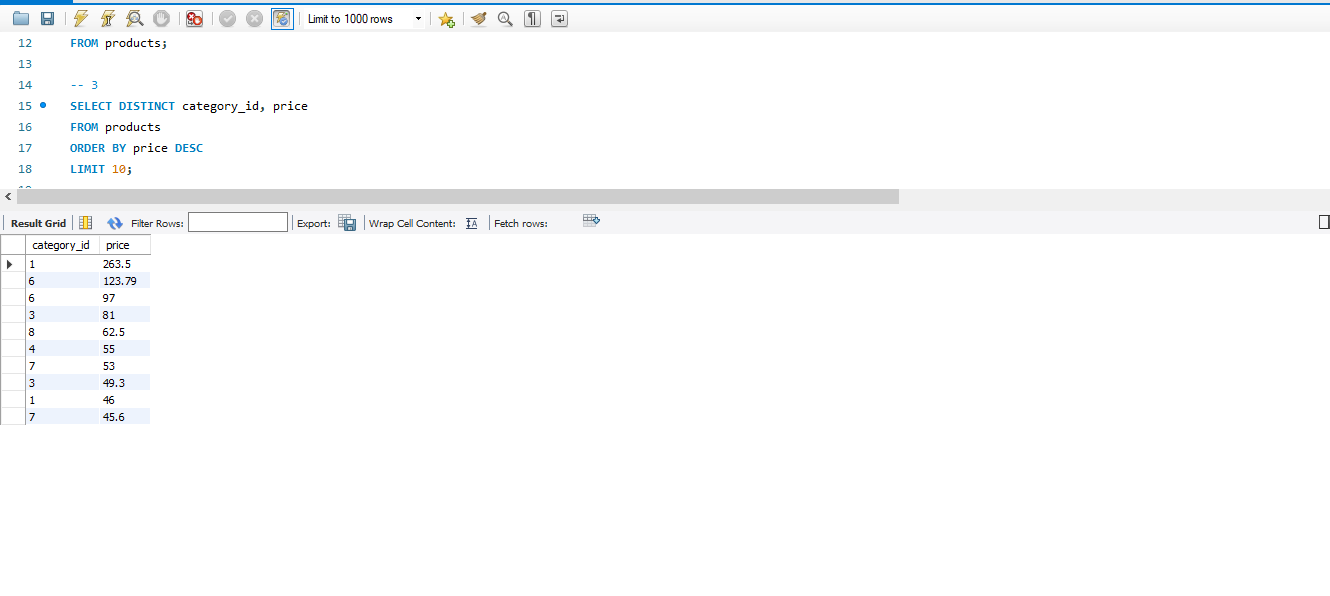 Limit to 1000 rows
12 FROM products;
13
14 -- 3
15 SELECT DISTINCT category_id, price
16 FROM products
17 ORDER BY price DESC
18 LIMIT 10;
Result Grid Filter Rows: Export: Wrap Cell Content: IA Fetch rows:
category_id price
1 263.5
6 123.79
6 97
3 81
8 62.5
4 55
7 53
3 49.3
1 46
7 45.6